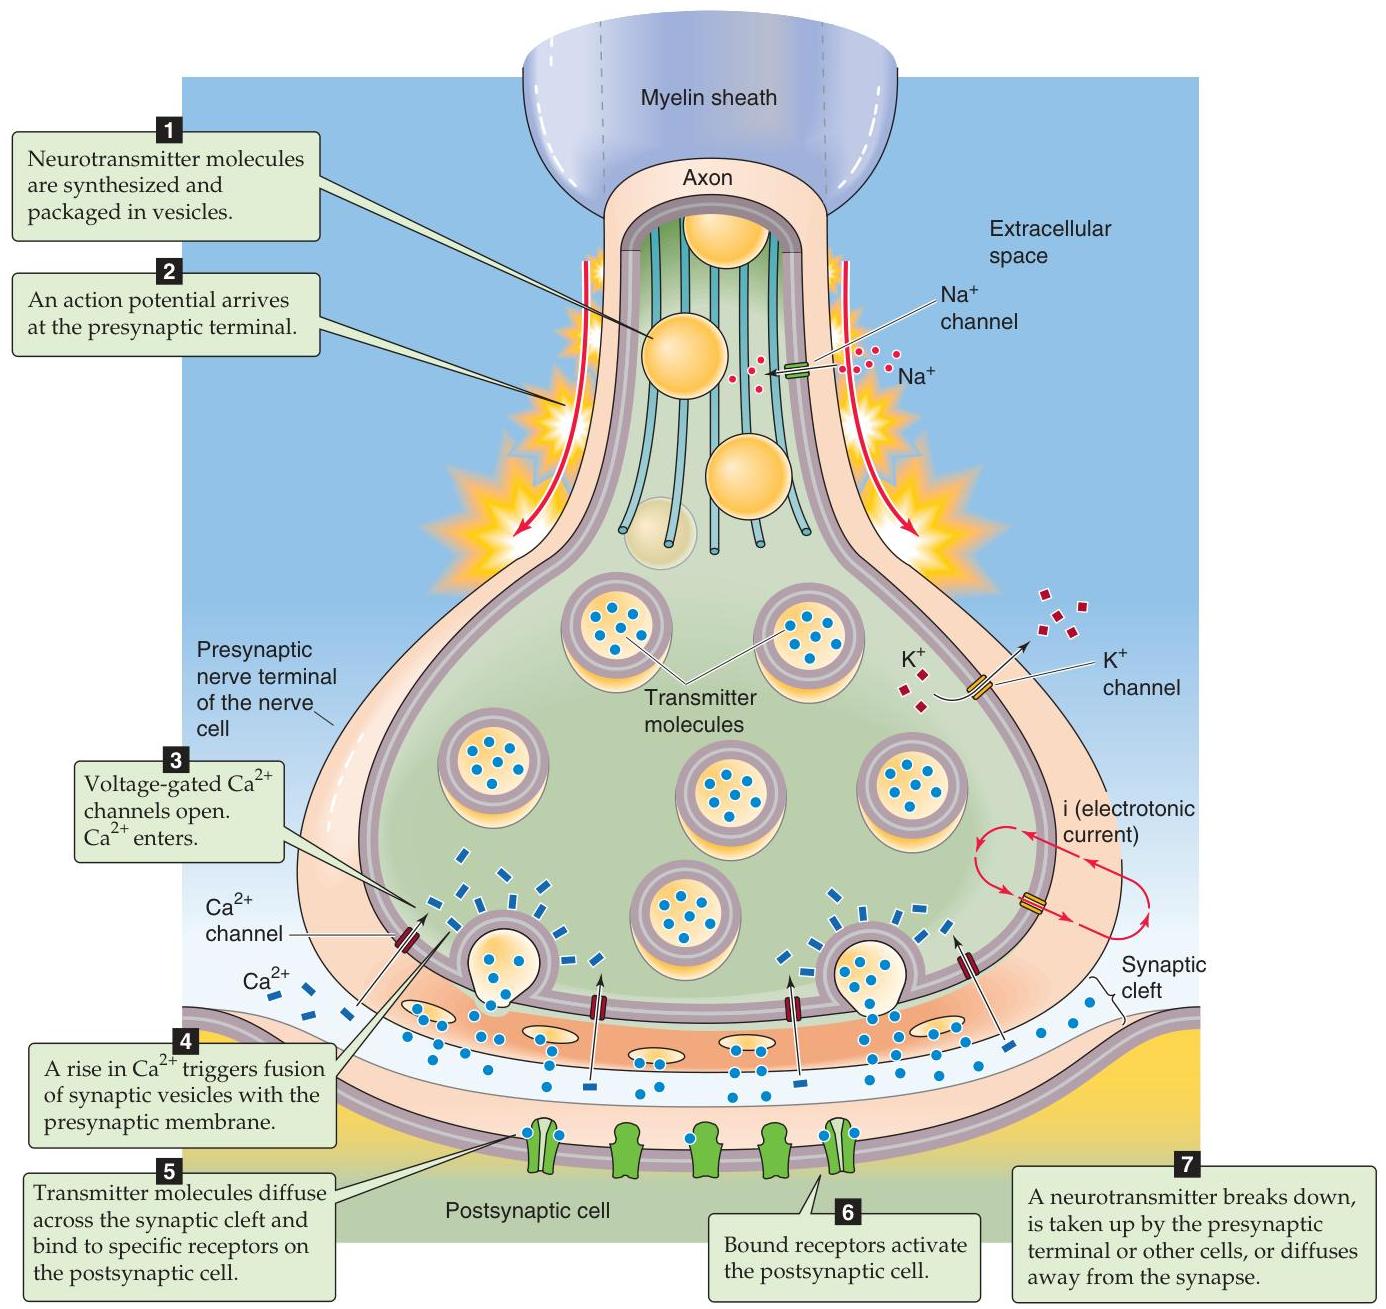 Myelin sheath
1
Neurotransmitter molecules
are synthesized and
packaged in vesicles.
Axon
Extracellular
space
2
An action potential arrives
at the presynaptic terminal.
Na⁺
channel
Na⁺
Presynaptic
nerve terminal
of the nerve
cell
K⁺
K⁺
channel
Transmitter
molecules
3
Voltage-gated Ca²⁺
channels open.
Ca²⁺ enters.
i (electrotonic
current)
Ca²⁺
channel
Ca²⁺
Synaptic
cleft
4
A rise in Ca²⁺ triggers fusion
of synaptic vesicles with the
presynaptic membrane.
5
Transmitter molecules diffuse
across the synaptic cleft and
bind to specific receptors on
the postsynaptic cell.
Postsynaptic cell
6
Bound receptors activate
the postsynaptic cell.
7
A neurotransmitter breaks down,
is taken up by the presynaptic
terminal or other cells, or diffuses
away from the synapse.